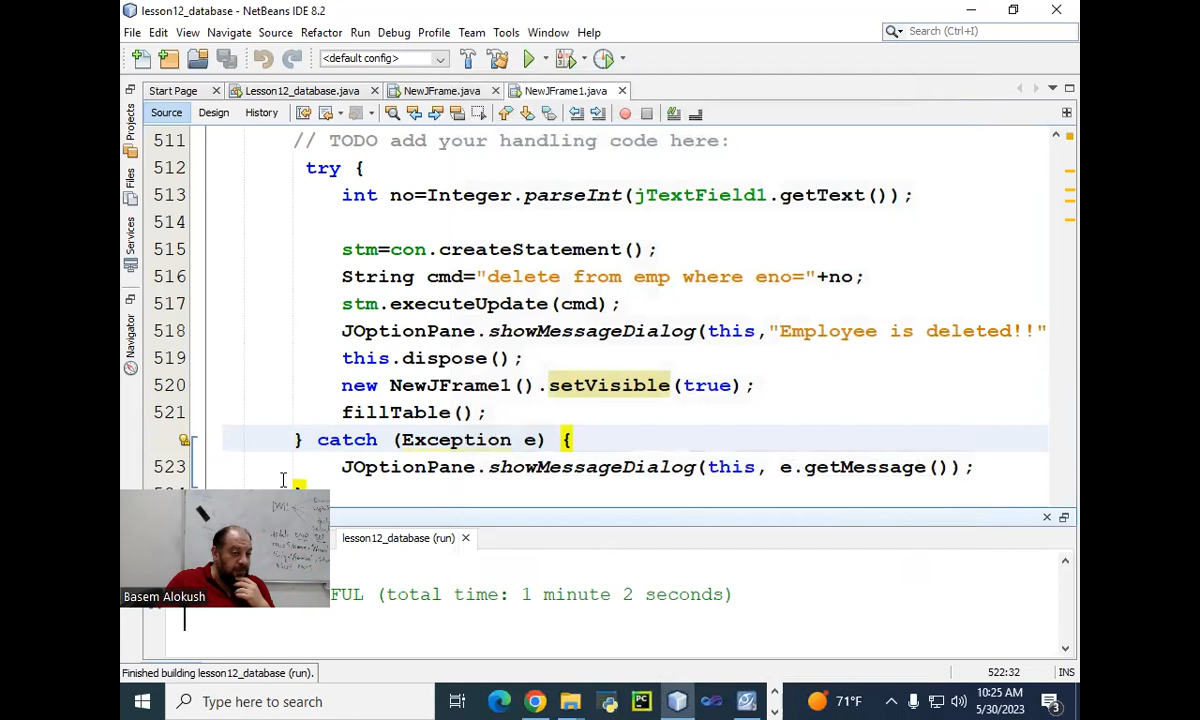 lesson12_database - NetBeans IDE 8.2
File Edit View Navigate Source Refactor Run Debug Profile Team Tools Window Help
Search (Ctrl+I)
<default config>
Start Page Lesson12_database.java NewJFrame.java NewJFrame1.java
Source Design History
Projects
Files
Services
Navigator
511 // TODO add your handling code here:
512 try {
513 int no=Integer.parseInt(jTextField1.getText());
514
515 stm=con.createStatement();
516 String cmd="delete from emp where eno="+no;
517 stm.executeUpdate(cmd);
518 JOptionPane.showMessageDialog(this,"Employee is deleted!!"
519 this.dispose();
520 new NewJFrame1().setVisible(true);
521 fillTable();
} catch (Exception e) {
523 JOptionPane.showMessageDialog(this, e.getMessage());
lesson12_database (run)
FUL (total time: 1 minute 2 seconds)
Basem Alokush
Finished building lesson12_database (run).
522:32 INS
Type here to search
71°F
10:25 AM
5/30/2023
3